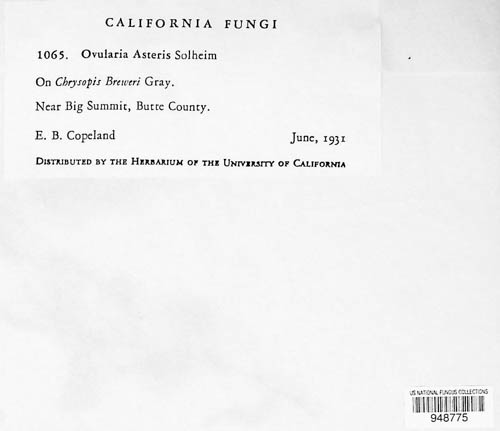 CALIFORNIA FUNGI
1065. Ovularia Asteris Solheim
On Chrysopis Breweri Gray.
Near Big Summit, Butte County.
E. B. Copeland June, 1931
DISTRIBUTED BY THE HERBARIUM OF THE UNIVERSITY OF CALIFORNIA
US NATIONAL FUNGUS COLLECTIONS
948775